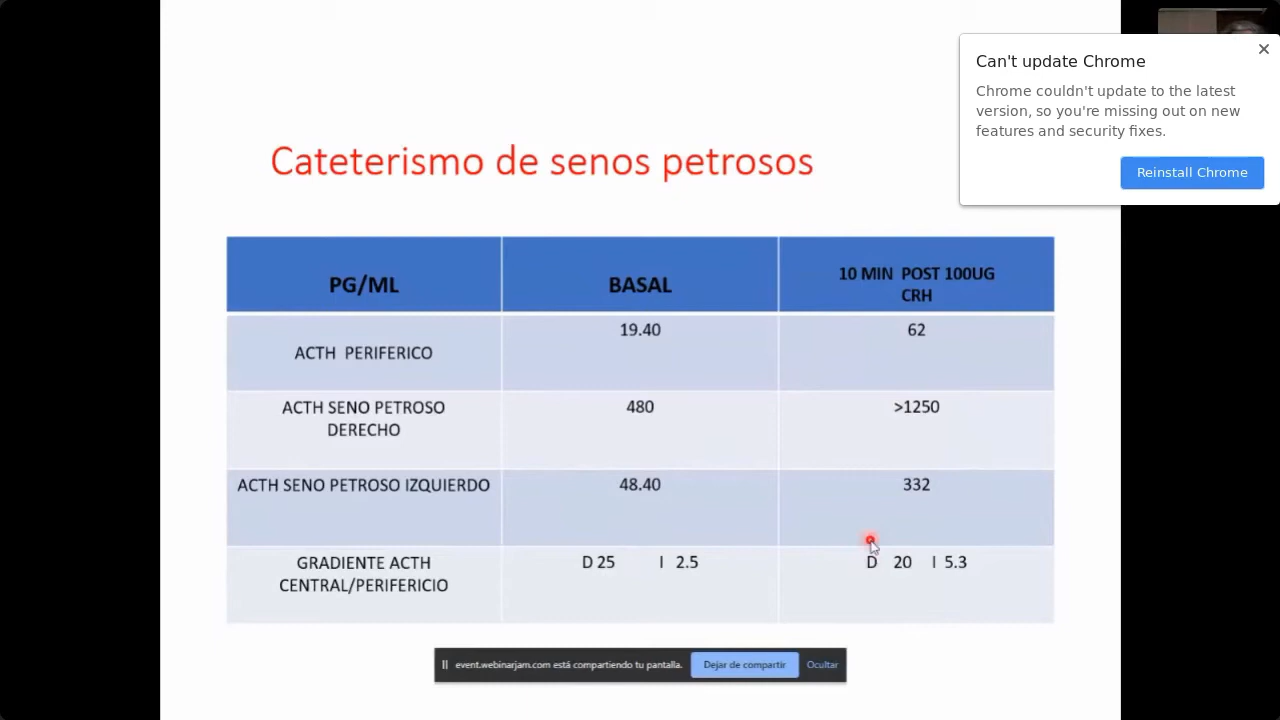 Can't update Chrome
Chrome couldn't update to the latest
version, so you're missing out on new
features and security fixes.
Reinstall Chrome
Cateterismo de senos petrosos
PG/ML
BASAL
10 MIN POST 100UG
CRH
ACTH PERIFERICO
19.40
62
ACTH SENO PETROSO
DERECHO
480
>1250
ACTH SENO PETROSO IZQUIERDO
48.40
332
GRADIENTE ACTH
CENTRAL/PERIFERICIO
D 25 I 2.5
D 20 I 5.3
event.webinarjam.com está compartiendo tu pantalla.
Dejar de compartir
Ocultar